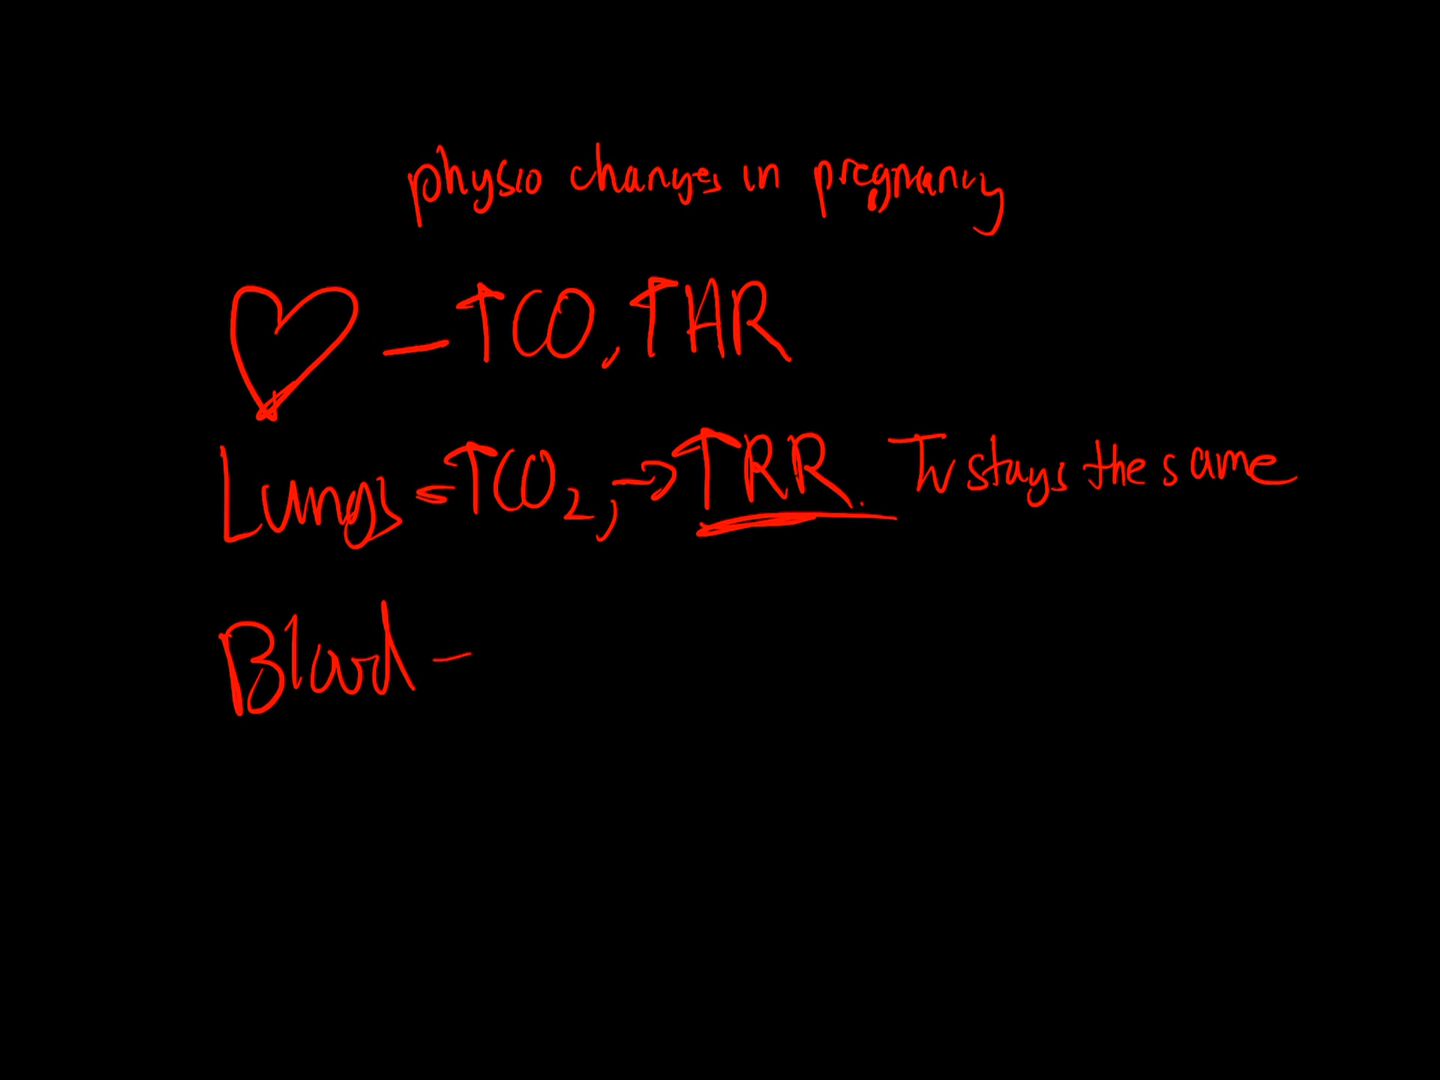 physio changes in pregnancy
– ↑CO, ↑HR
Lungs = ↑CO₂, → ↑RR. Tv stays the same
Blood –